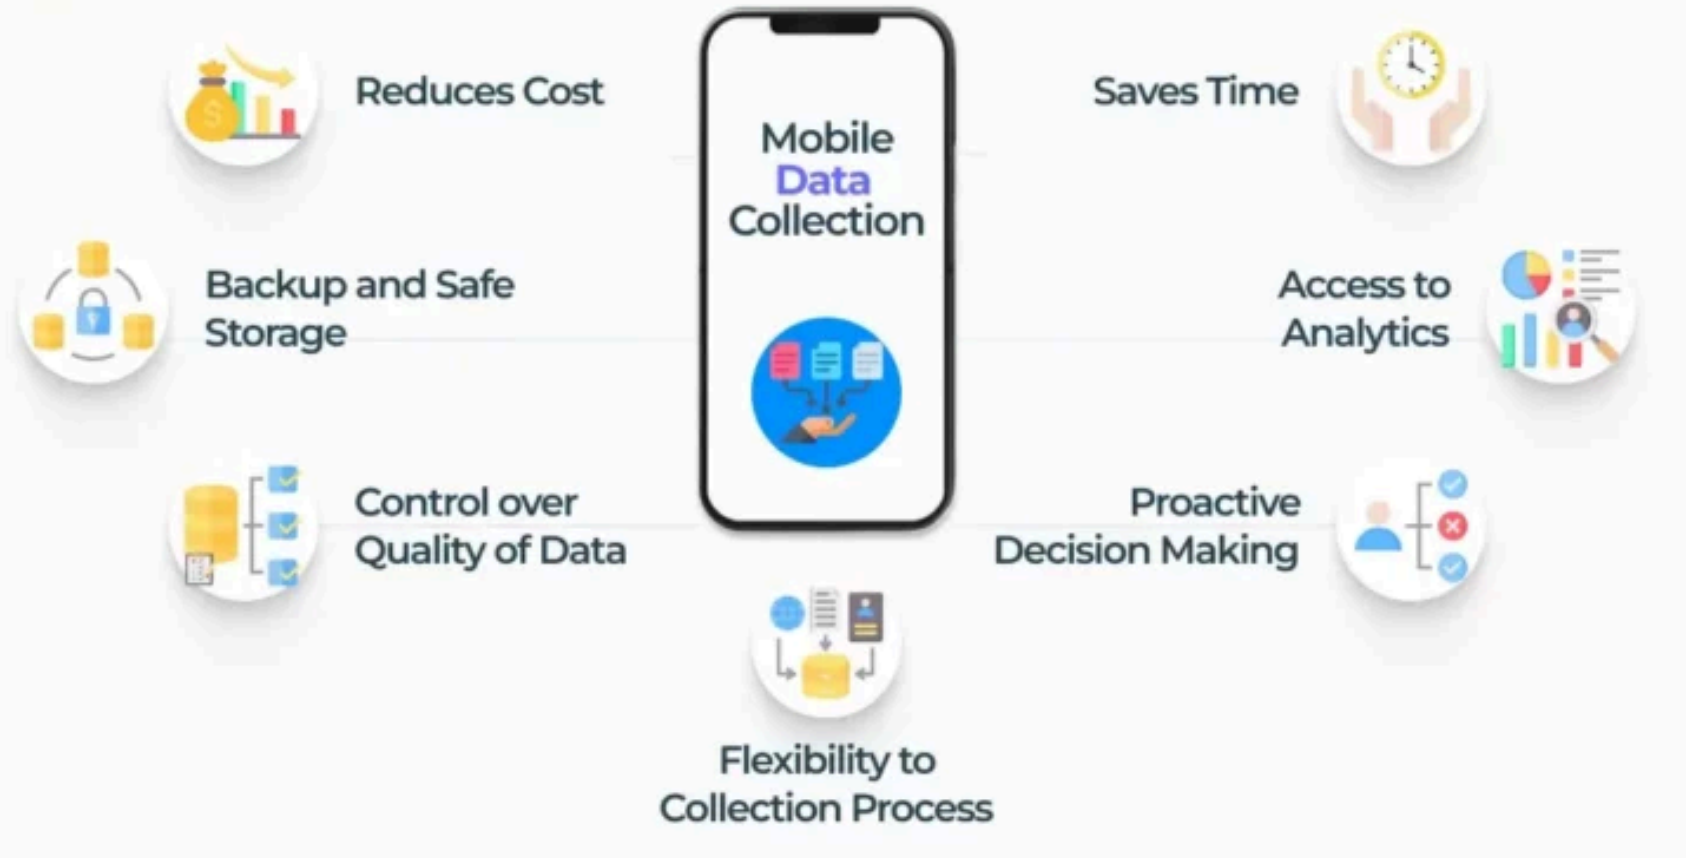 Reduces Cost
Mobile
Data
Collection
Saves Time
Backup and Safe
Storage
Access to
Analytics
Control over
Quality of Data
Proactive
Decision Making
Flexibility to
Collection Process